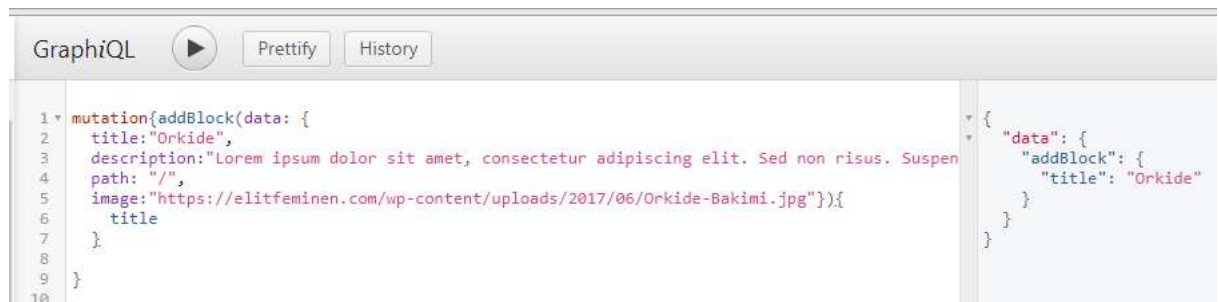 GraphiQL Prettify History
1 mutation{addBlock(data: {
2 title:"Orkide",
3 description:"Lorem ipsum dolor sit amet, consectetur adipiscing elit. Sed non risus. Suspen
4 path: "/",
5 image:"https://elitfeminen.com/wp-content/uploads/2017/06/Orkide-Bakimi.jpg"}){
6 title
7 }
8
9 }
10
{
"data": {
"addBlock": {
"title": "Orkide"
}
}
}